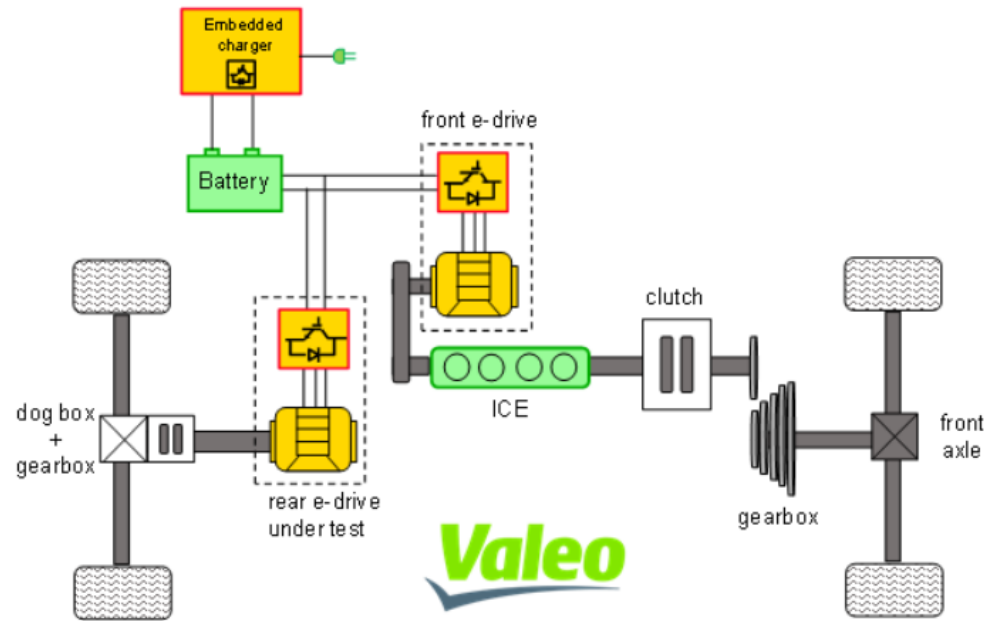 Embedded
charger
front e-drive
Battery
clutch
ICE
dog box
+
gearbox
front
axle
rear e-drive
under test
gearbox
Valeo